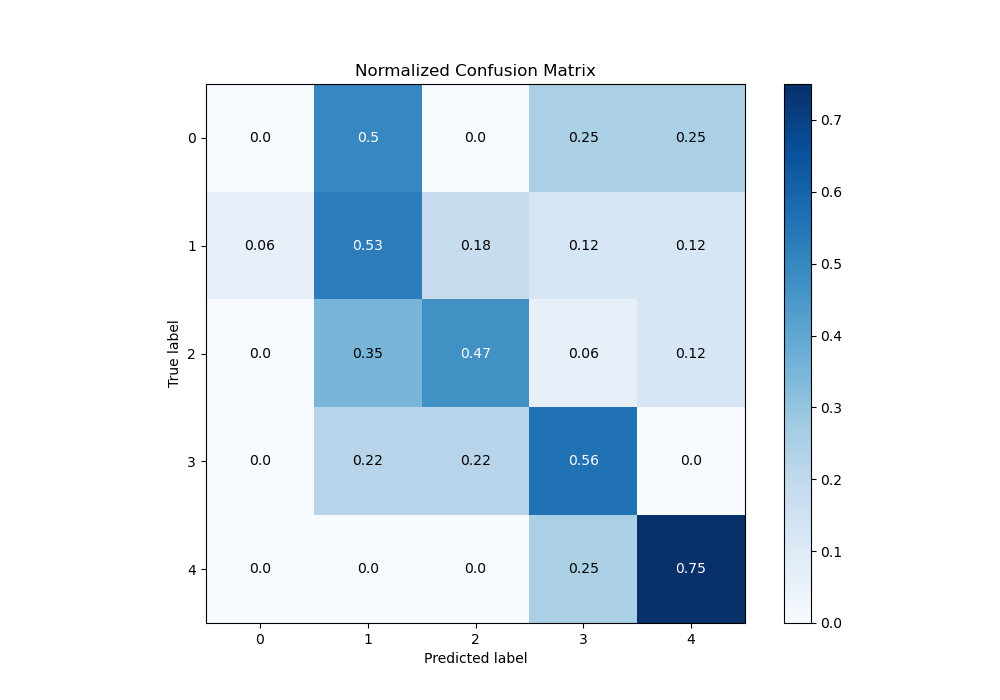 Normalized Confusion Matrix
0 0.0 0.5 0.0 0.25 0.25
1 0.06 0.53 0.18 0.12 0.12
2 0.0 0.35 0.47 0.06 0.12
3 0.0 0.22 0.22 0.56 0.0
4 0.0 0.0 0.0 0.25 0.75
0 1 2 3 4
Predicted label
True label
0.7
0.6
0.5
0.4
0.3
0.2
0.1
0.0